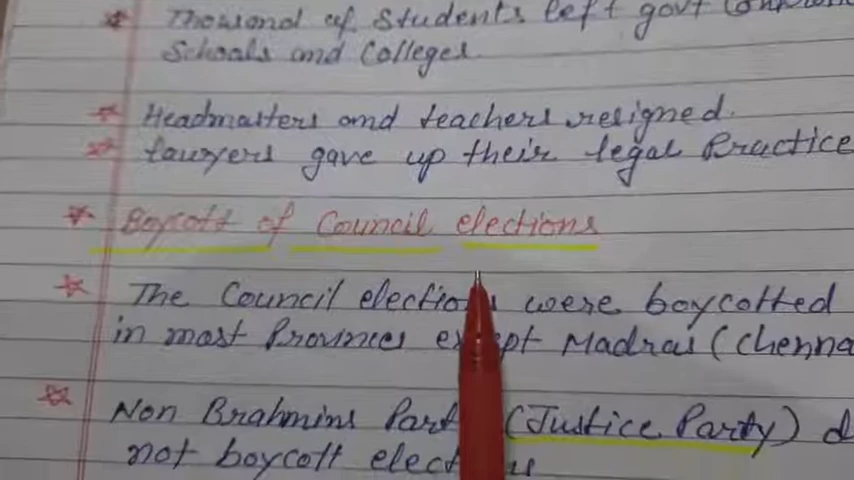 Thousand of Students left govt
Schools and Colleges.
Headmasters and teachers resigned.
lawyers gave up their legal Practice
Boycott of Council elections
The Council elections were boycotted
in most Provinces except Madras (Chenna
Non Brahmins Party (Justice Party) d
not boycott elections